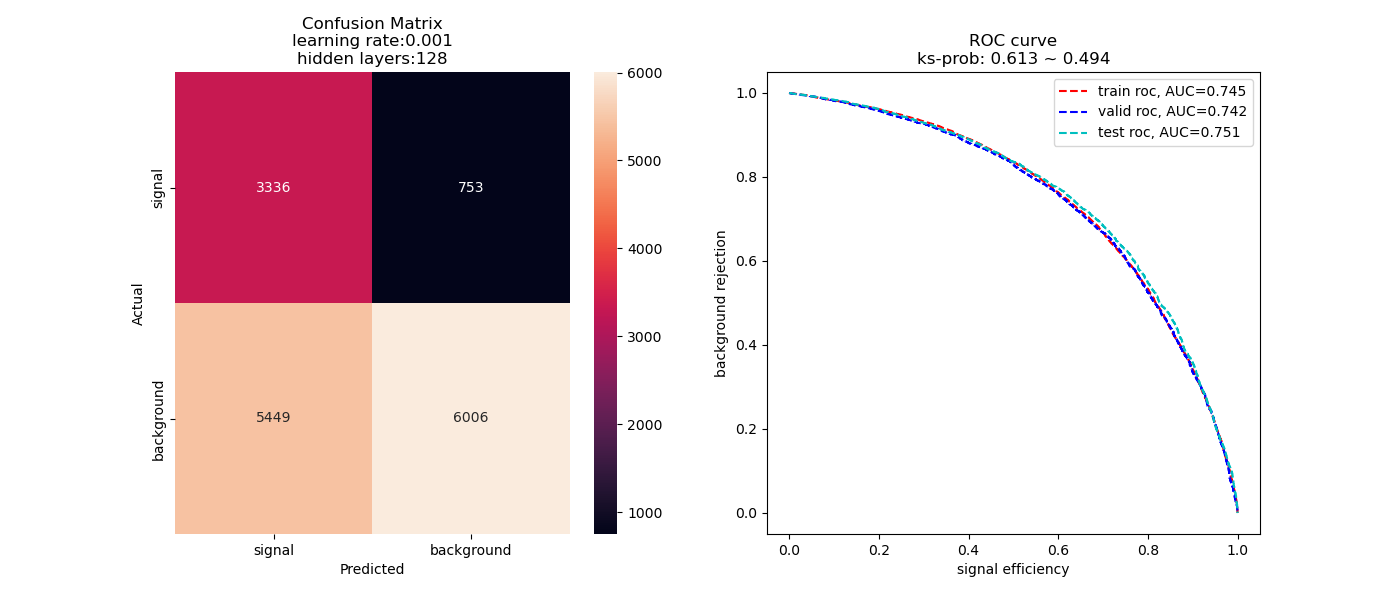 Confusion Matrix
learning rate:0.001
hidden layers:128
signal
background
Actual
3336
753
5449
6006
signal
background
Predicted
6000
5000
4000
3000
2000
1000
ROC curve
ks-prob: 0.613 ~ 0.494
train roc, AUC=0.745
valid roc, AUC=0.742
test roc, AUC=0.751
background rejection
1.0
0.8
0.6
0.4
0.2
0.0
0.0
0.2
0.4
0.6
0.8
1.0
signal efficiency